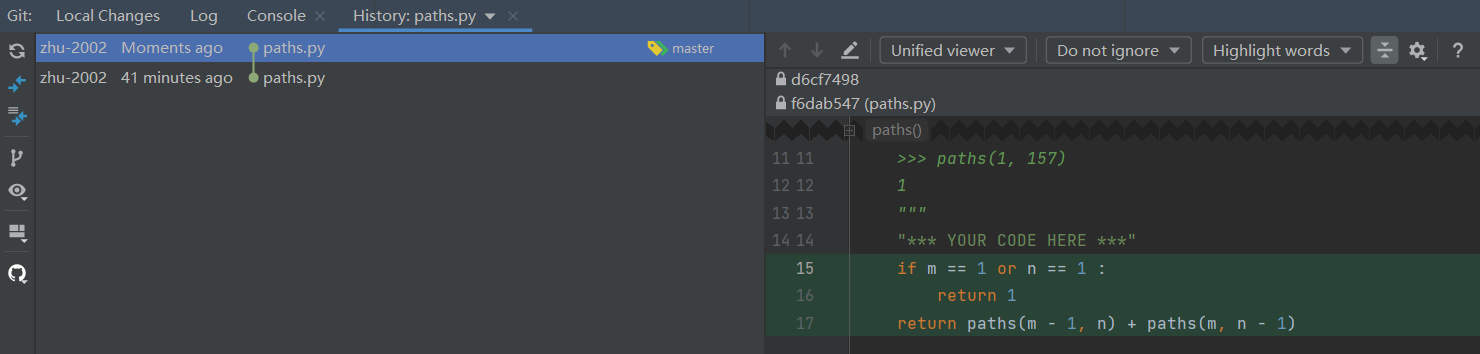 Git: Local Changes Log Console History: paths.py
zhu-2002 Moments ago paths.py master
zhu-2002 41 minutes ago paths.py
Unified viewer Do not ignore Highlight words ?
d6cf7498
f6dab547 (paths.py)
paths()
11 11 >>> paths(1, 157)
12 12 1
13 13 """
14 14 "*** YOUR CODE HERE ***"
15 if m == 1 or n == 1 :
16 return 1
17 return paths(m - 1, n) + paths(m, n - 1)